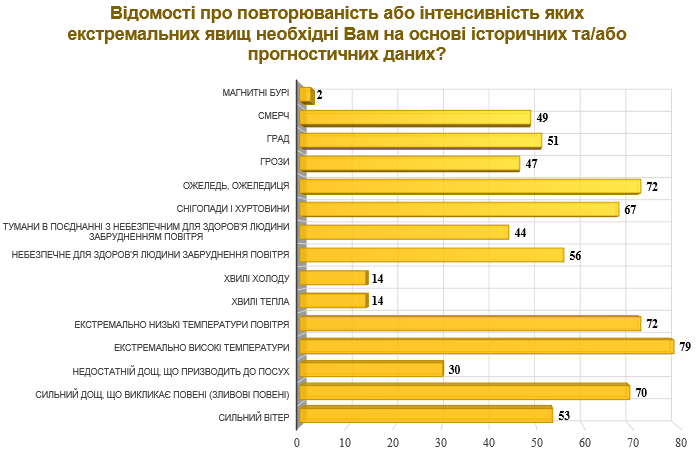 Відомості про повторюваність або інтенсивність яких
екстремальних явищ необхідні Вам на основі історичних та/або
прогностичних даних?
МАГНИТНІ БУРІ 2
СМЕРЧ 49
ГРАД 51
ГРОЗИ 47
ОЖЕЛЕДЬ, ОЖЕЛЕДИЦЯ 72
СНІГОПАДИ І ХУРТОВИНИ 67
ТУМАНИ В ПОЄДНАННІ З НЕБЕЗПЕЧНИМ ДЛЯ ЗДОРОВ'Я ЛЮДИНИ
ЗАБРУДНЕННЯМ ПОВІТРЯ 44
НЕБЕЗПЕЧНЕ ДЛЯ ЗДОРОВ'Я ЛЮДИНИ ЗАБРУДНЕННЯ ПОВІТРЯ 56
ХВИЛІ ХОЛОДУ 14
ХВИЛІ ТЕПЛА 14
ЕКСТРЕМАЛЬНО НИЗЬКІ ТЕМПЕРАТУРИ ПОВІТРЯ 72
ЕКСТРЕМАЛЬНО ВИСОКІ ТЕМПЕРАТУРИ 79
НЕДОСТАТНІЙ ДОЩ, ЩО ПРИЗВОДИТЬ ДО ПОСУХ 30
СИЛЬНИЙ ДОЩ, ЩО ВИКЛИКАЄ ПОВЕНІ (ЗЛИВОВІ ПОВЕНІ) 70
СИЛЬНИЙ ВІТЕР 53
0 10 20 30 40 50 60 70 80